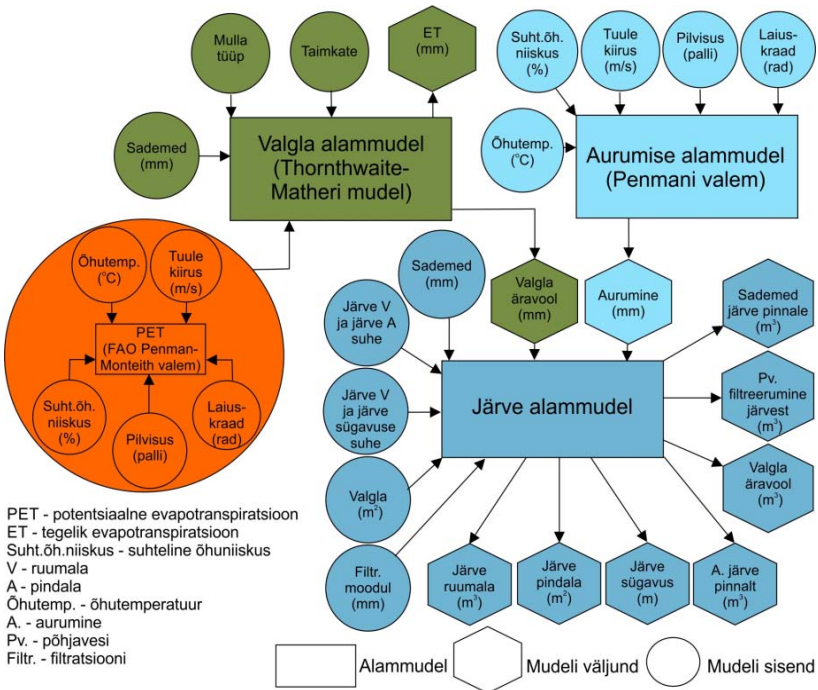 Mulla
tüüp
Taimkate
ET
(mm)
Sademed
(mm)
Valgla alammudel
(Thornthwaite-
Matheri mudel)
Suht.õh.
niiskus
(%)
Tuule
kiirus
(m/s)
Pilvisus
(palli)
Laius-
kraad
(rad)
Õhutemp.
(°C)
Aurumise alammudel
(Penmani valem)
Õhutemp.
(°C)
Tuule
kiirus
(m/s)
PET
(FAO Penman-
Monteith valem)
Suht.õh.
niiskus
(%)
Pilvisus
(palli)
Laius-
kraad
(rad)
Sademed
(mm)
Valgla
äravool
(mm)
Aurumine
(mm)
Järve V
ja järve A
suhe
Järve V
ja järve
sügavuse
suhe
Valgla
(m²)
Filtr.
moodul
(mm)
Järve alammudel
Sademed
järve pinnale
(m³)
Pv.
filtreerumine
järvest
(m³)
Valgla
äravool
(m³)
Järve
ruumala
(m³)
Järve
pindala
(m²)
Järve
sügavus
(m)
A. järve
pinnalt
(m³)
PET - potentsiaalne evapotranspiratsioon
ET - tegelik evapotranspiratsioon
Suht.õh.niiskus - suhteline õhuniiskus
V - ruumala
A - pindala
Õhutemp. - õhutemperatuur
A. - aurumine
Pv. - põhjavesi
Filtr. - filtratsiooni
Alammudel
Mudeli väljund
Mudeli sisend